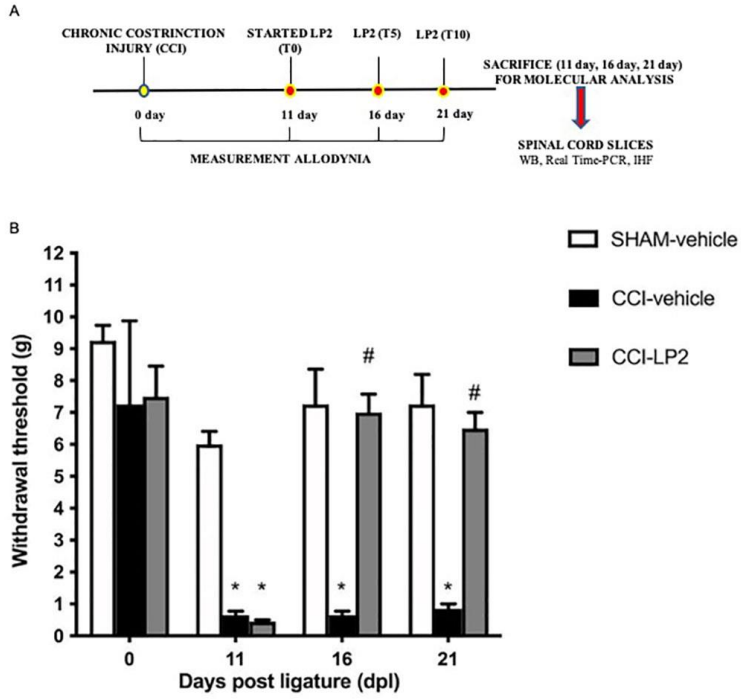 A
CHRONIC COSTRINCTION
INJURY (CCI)
STARTED LP2
(T0)
LP2 (T5)
LP2 (T10)
SACRIFICE (11 day, 16 day, 21 day)
FOR MOLECULAR ANALYSIS
0 day
11 day
16 day
21 day
MEASUREMENT ALLODYNIA
SPINAL CORD SLICES
WB, Real Time-PCR, IHF
B
Withdrawal threshold (g)
12
11
10
9
8
7
6
5
4
3
2
1
0
* *
*
#
*
#
0
11
16
21
Days post ligature (dpl)
SHAM-vehicle
CCI-vehicle
CCI-LP2